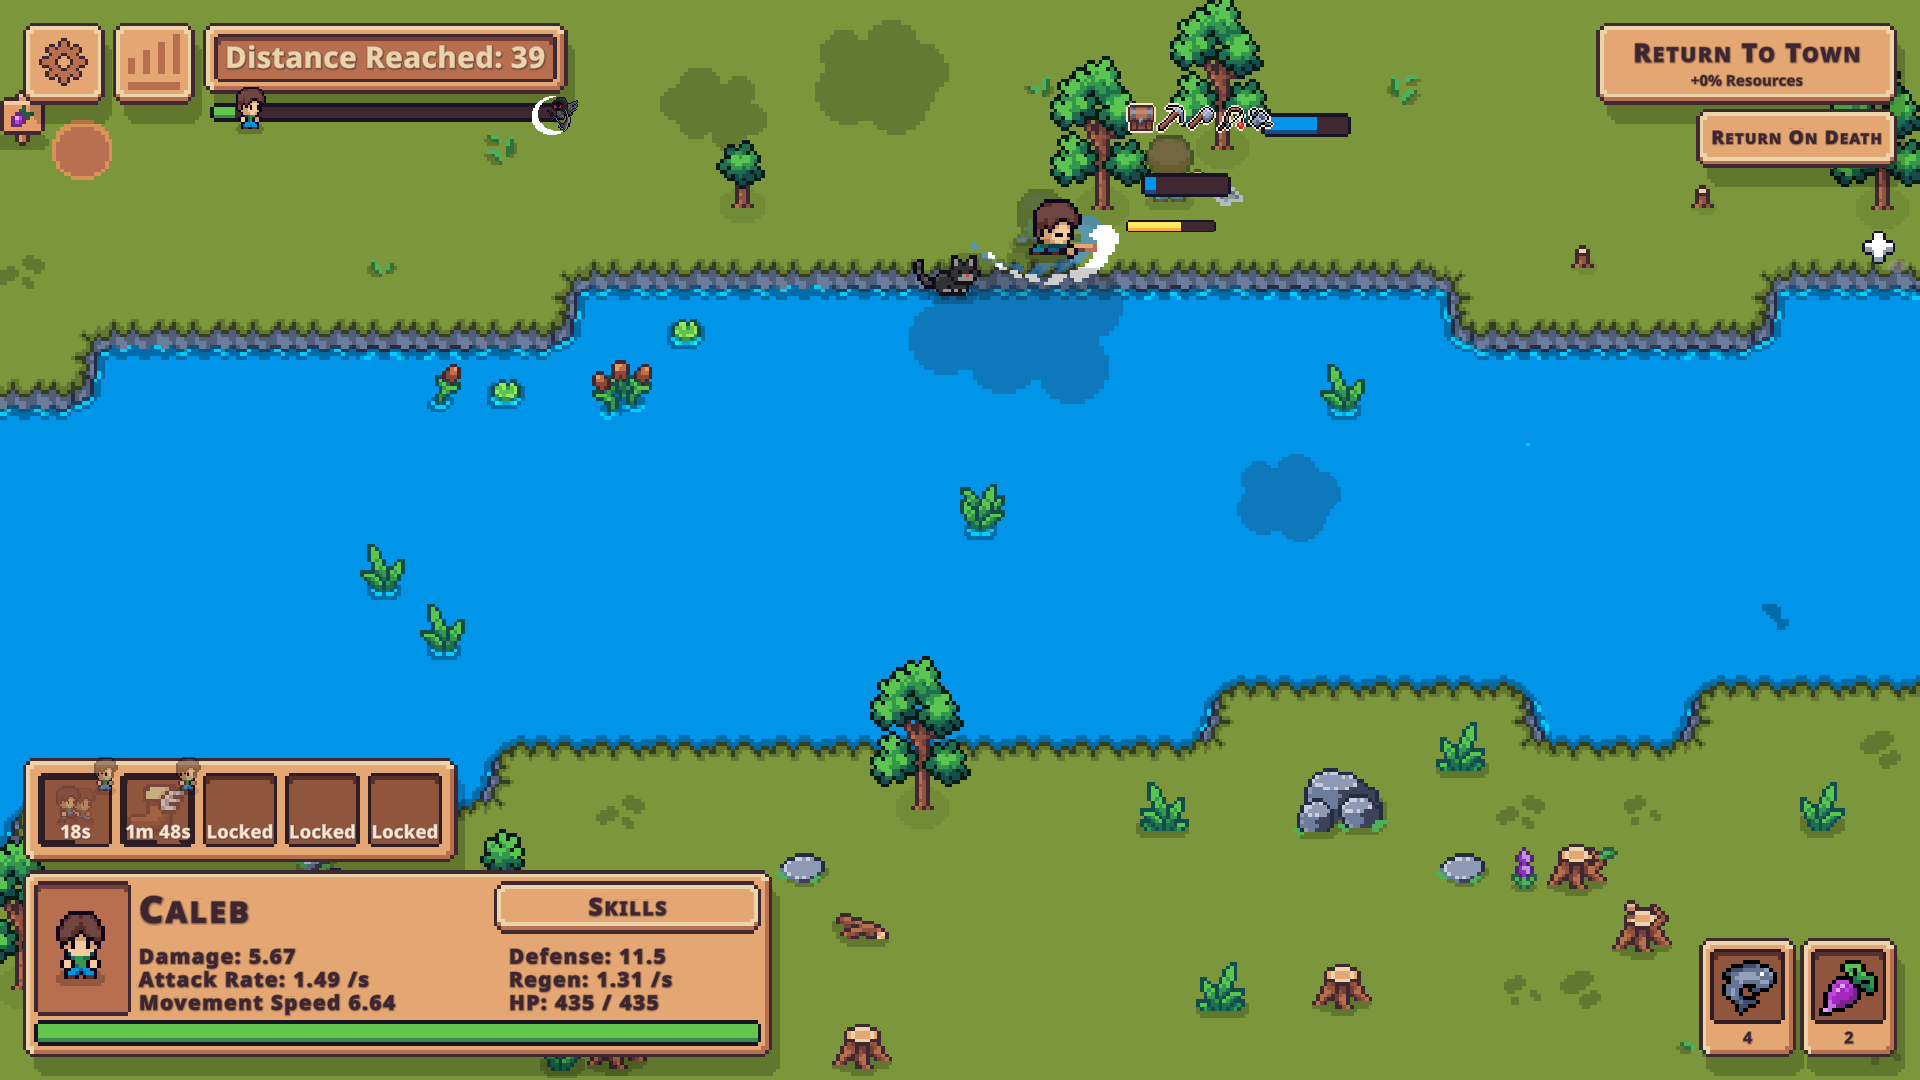 Distance Reached: 39
Return To Town
+0% Resources
Return On Death
18s
1m 48s
Locked
Locked
Locked
Caleb
Skills
Damage: 5.67
Attack Rate: 1.49 /s
Movement Speed 6.64
Defense: 11.5
Regen: 1.31 /s
HP: 435 / 435
4
2